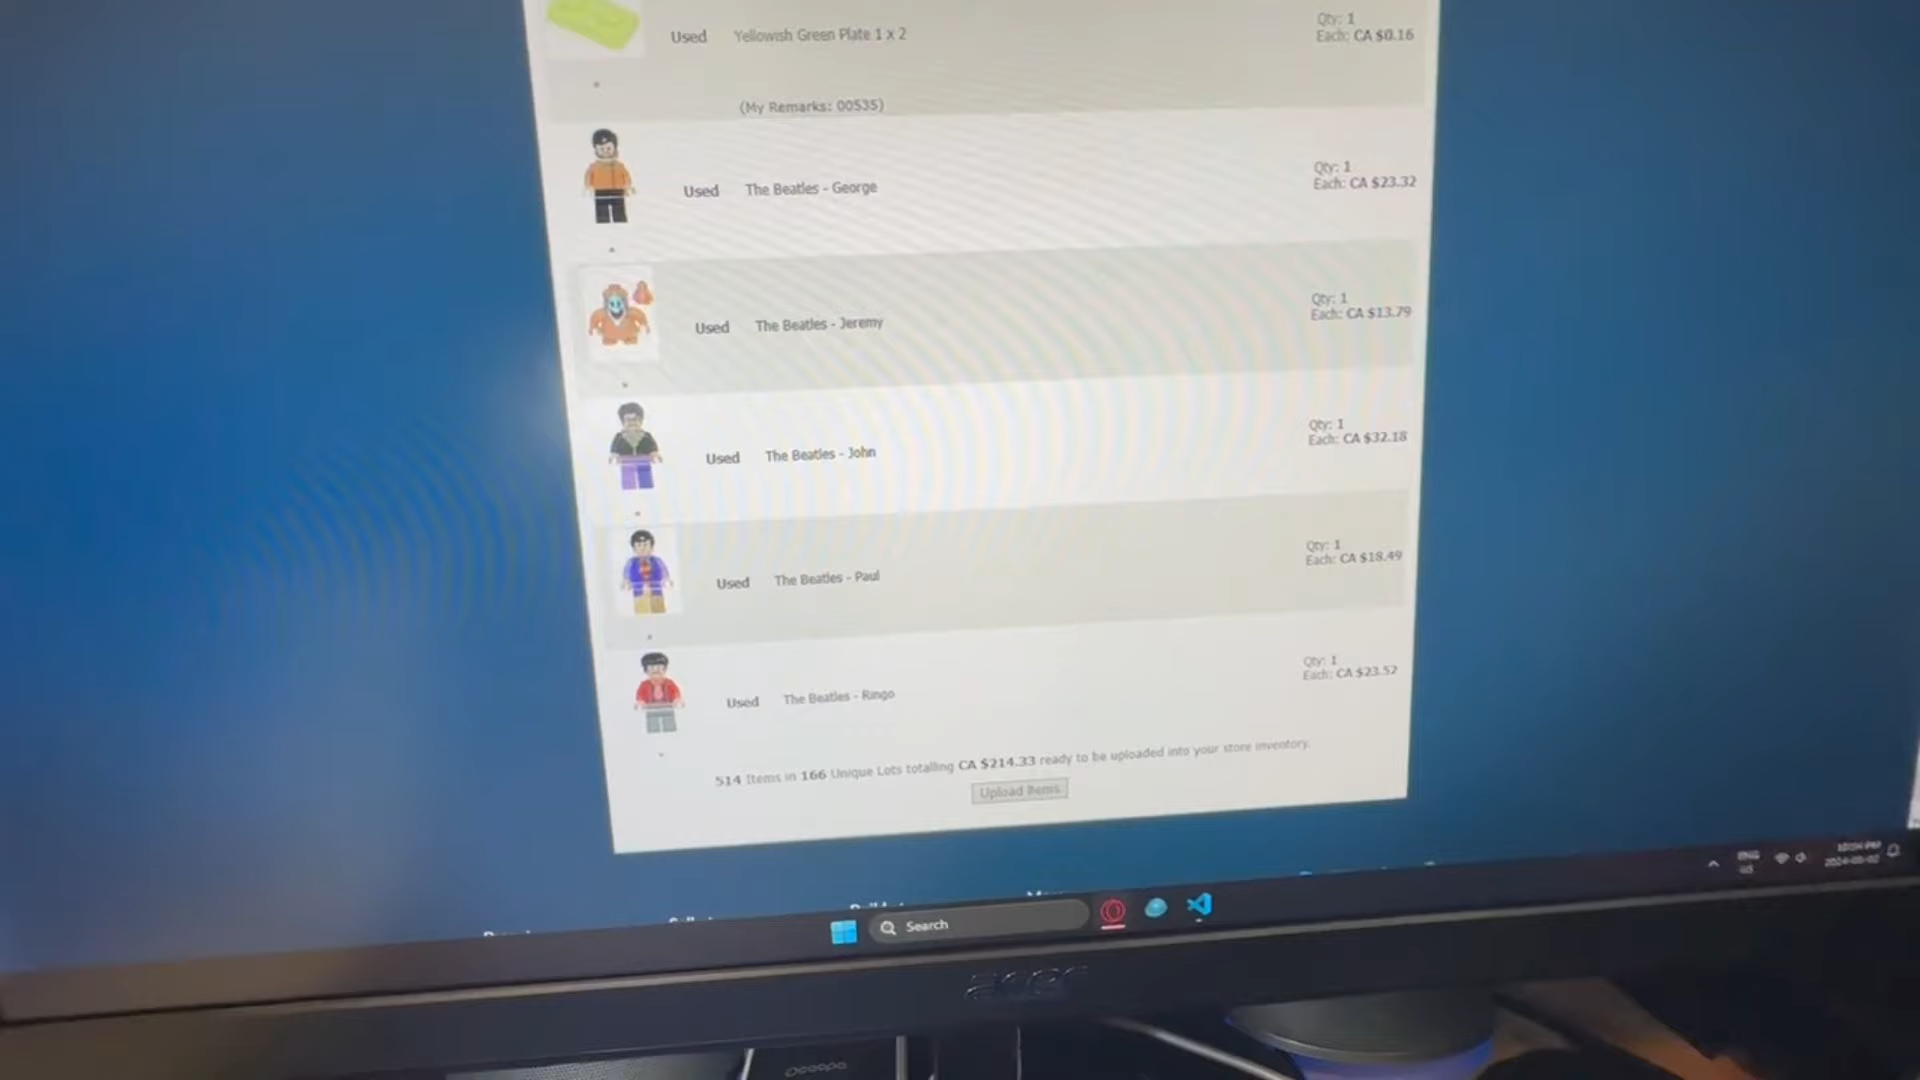 Used Yellowish Green Plate 1 x 2
Qty: 1
Each: CA $0.16
(My Remarks: 00535)
Used The Beatles - George
Qty: 1
Each: CA $23.32
Used The Beatles - Jeremy
Qty: 1
Each: CA $13.79
Used The Beatles - John
Qty: 1
Each: CA $32.18
Used The Beatles - Paul
Qty: 1
Each: CA $18.49
Used The Beatles - Ringo
Qty: 1
Each: CA $23.52
514 Items in 166 Unique Lots totalling CA $214.33 ready to be uploaded into your store inventory.
Upload Items
Search
ENG
US
acer